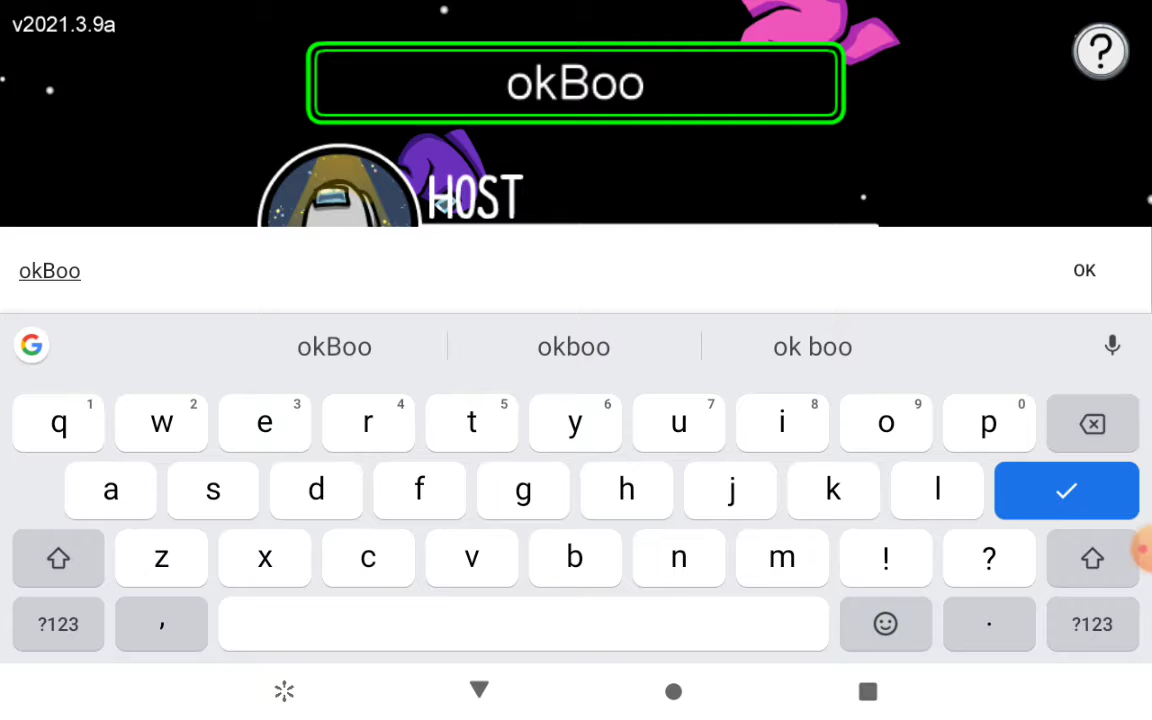 v2021.3.9a
?
okBoo
HOST
okBoo
OK
G
okBoo okboo ok boo
q 1 w 2 e 3 r 4 t 5 y 6 u 7 i 8 o 9 p 0
a s d f g h j k l
z x c v b n m ! ?
?123 , . ?123